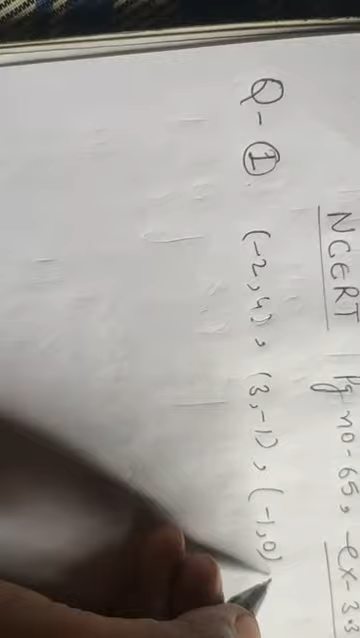 NCERT Pg no-65, ex-3.3
Q-① (-2,4), (3,-1), (-1,0)